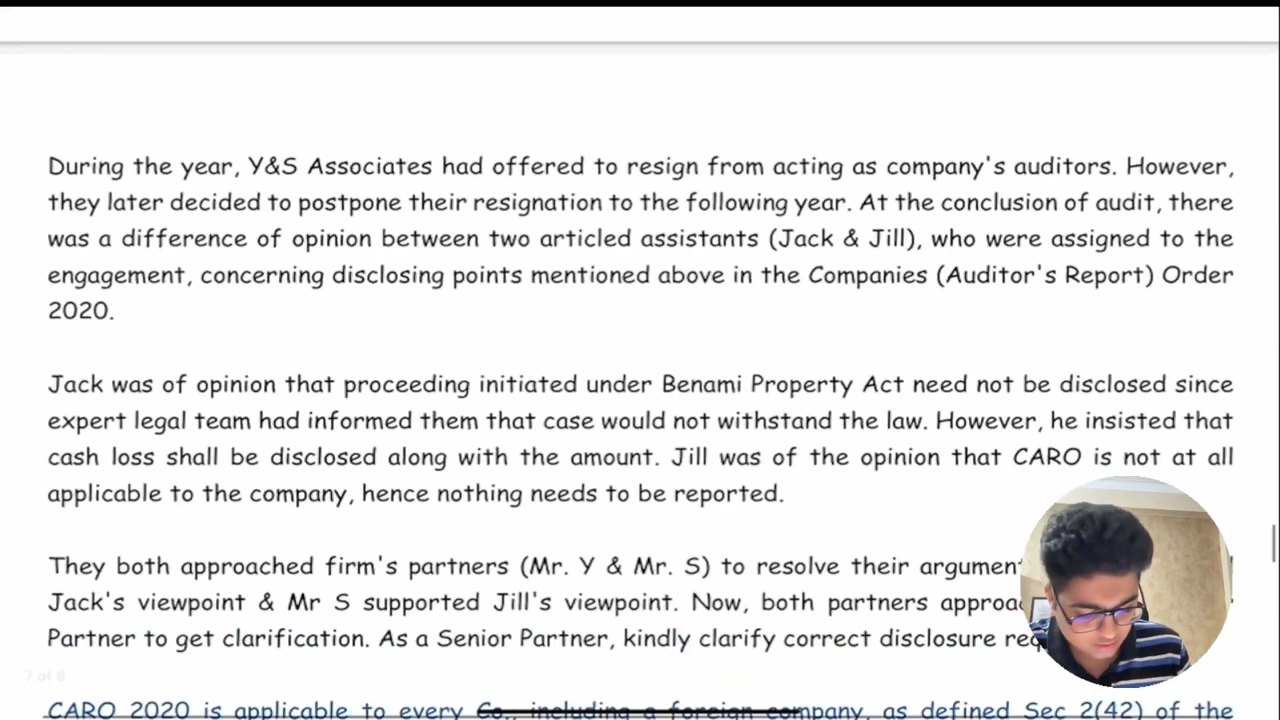 During the year, Y&S Associates had offered to resign from acting as company's auditors. However,
they later decided to postpone their resignation to the following year. At the conclusion of audit, there
was a difference of opinion between two articled assistants (Jack & Jill), who were assigned to the
engagement, concerning disclosing points mentioned above in the Companies (Auditor's Report) Order
2020.
Jack was of opinion that proceeding initiated under Benami Property Act need not be disclosed since
expert legal team had informed them that case would not withstand the law. However, he insisted that
cash loss shall be disclosed along with the amount. Jill was of the opinion that CARO is not at all
applicable to the company, hence nothing needs to be reported.
They both approached firm's partners (Mr. Y & Mr. S) to resolve their
Jack's viewpoint & Mr S supported Jill's viewpoint. Now, both partners
Partner to get clarification. As a Senior Partner, kindly clarify correct disclosure
7 of 8
CARO 2020 is applicable to every Co., including a foreign company, as defined Sec 2(42) of the